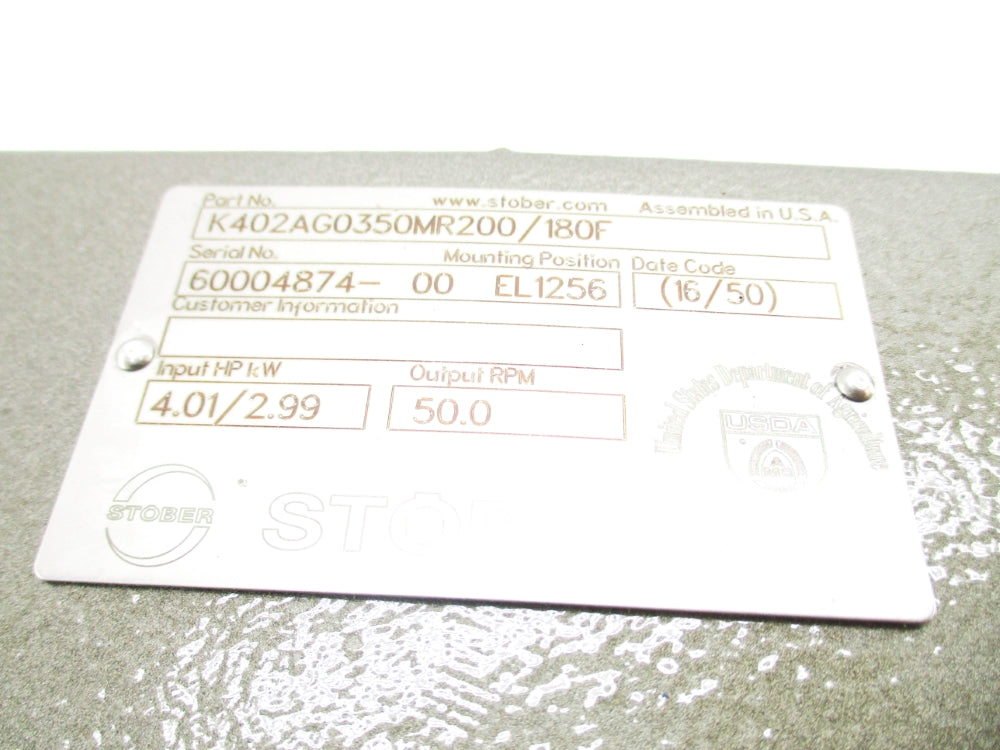 Part No. www.stober.com Assembled in U.S.A.
K402AG0350MR200/180F
Serial No. Mounting Position Date Code
60004874- 00 EL1256 (16/50)
Customer Information
Input HP kW Output RPM
4.01/2.99 50.0
United States Department of Agriculture
USDA
STOBER